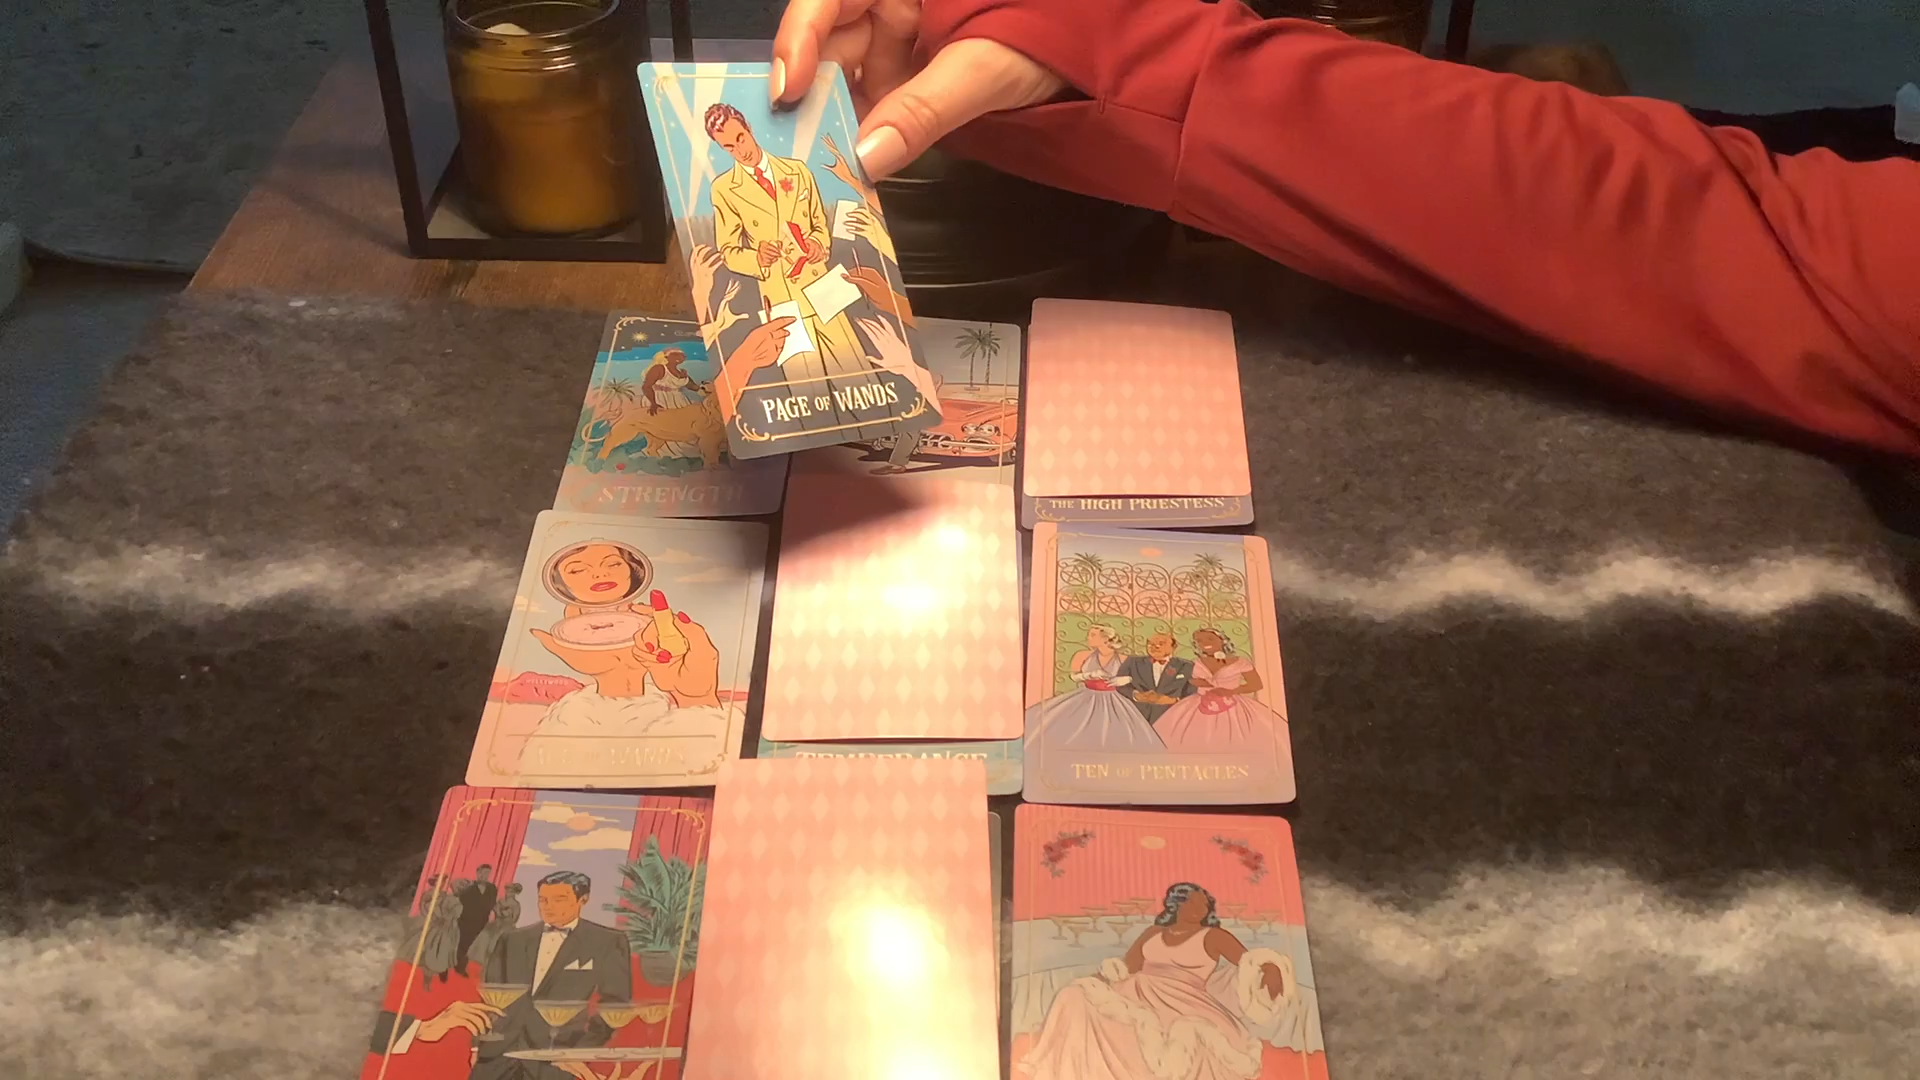 PAGE OF WANDS
STRENGTH
THE HIGH PRIESTESS
TEMPERANCE
TEN OF PENTACLES